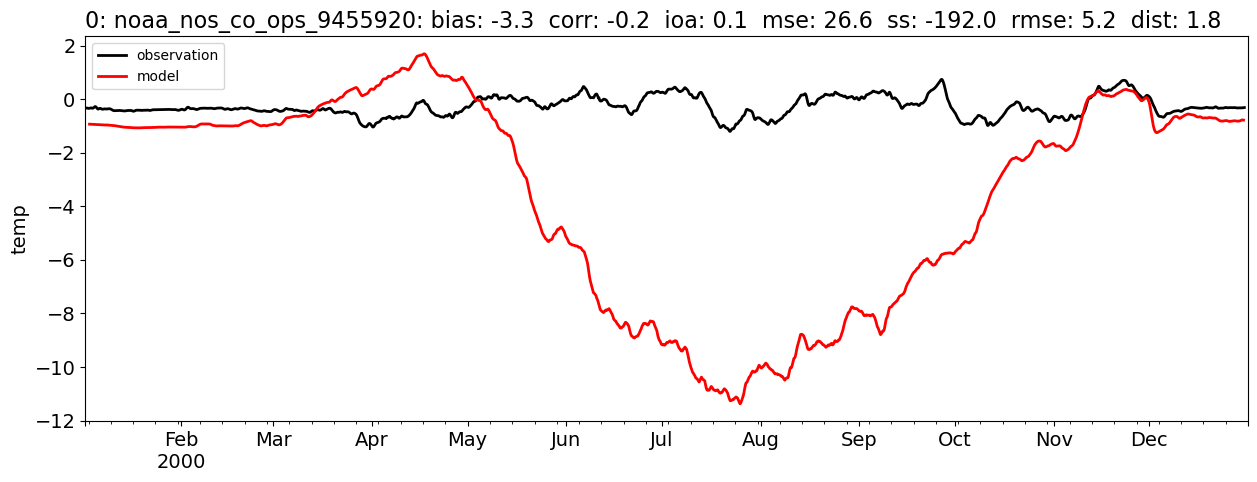 0: noaa_nos_co_ops_9455920: bias: -3.3  corr: -0.2  ioa: 0.1  mse: 26.6  ss: -192.0  rmse: 5.2  dist: 1.8
observation
model
2
0
−2
−4
−6
−8
−10
−12
temp
Feb Mar Apr May Jun Jul Aug Sep Oct Nov Dec
2000